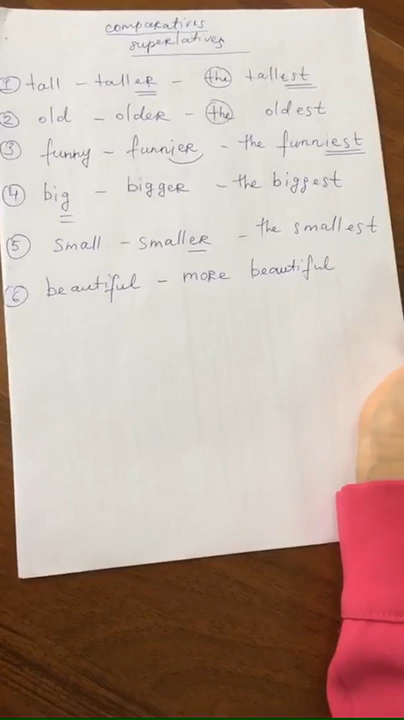 comparatives
superlatives
① tall - taller - the tallest
② old - older - the oldest
③ funny - funnier - the funniest
④ big - bigger - the biggest
⑤ small - smaller - the smallest
⑥ beautiful - more beautiful